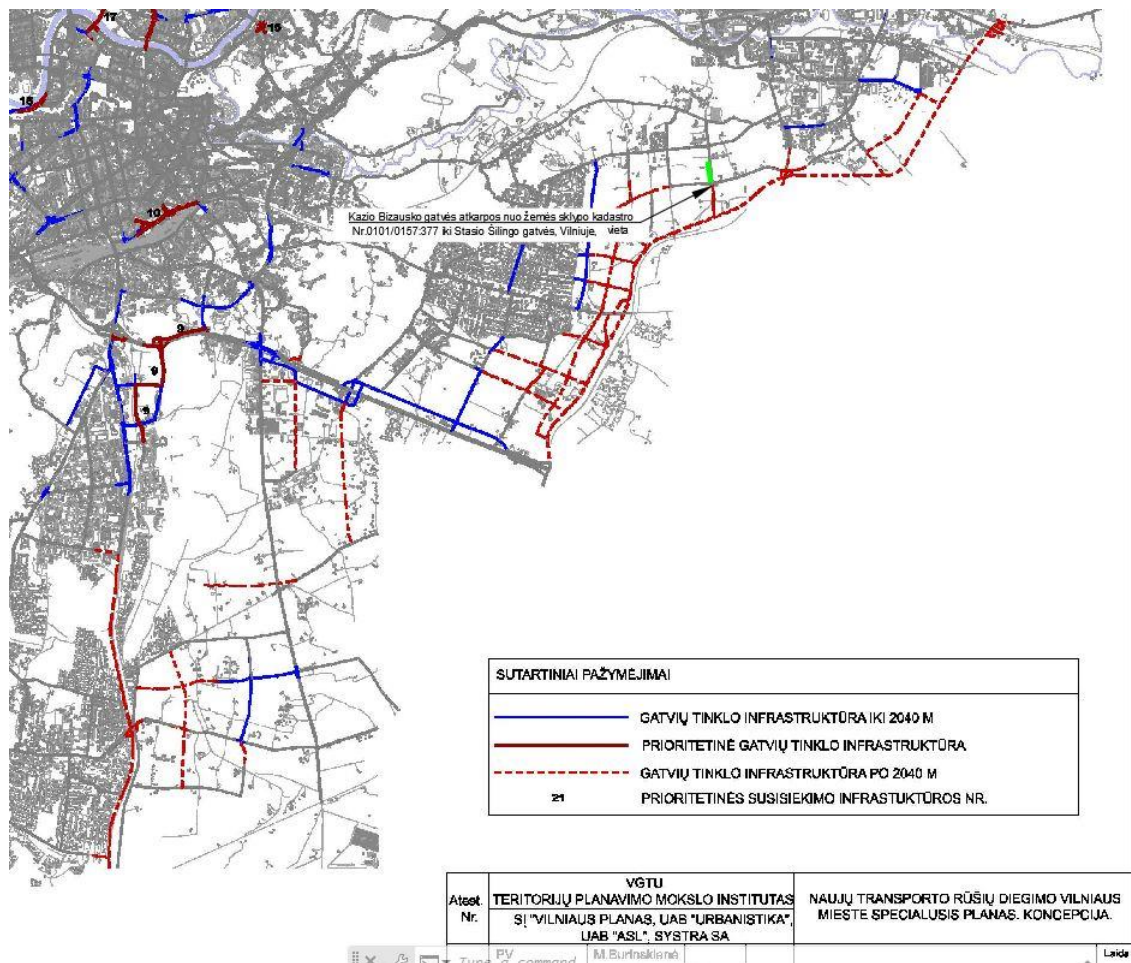 17
16
15
10
Kazio Bizausko gatvės atkarpos nuo žemės sklypo kadastro
Nr.0101/0157:377 iki Stasio Šilingo gatvės, Vilniuje, vieta
9
9
9
SUTARTINIAI PAŽYMĖJIMAI
GATVIŲ TINKLO INFRASTRUKTŪRA IKI 2040 M
PRIORITETINĖ GATVIŲ TINKLO INFRASTRUKTŪRA
GATVIŲ TINKLO INFRASTRUKTŪRA PO 2040 M
21 PRIORITETINĖS SUSISIEKIMO INFRASTUKTŪROS NR.
Atest. Nr.
VGTU
TERITORIJŲ PLANAVIMO MOKSLO INSTITUTAS
SĮ "VILNIAUS PLANAS, UAB "URBANISTIKA",
UAB "ASL", SYSTRA SA
NAUJŲ TRANSPORTO RŪŠIŲ DIEGIMO VILNIAUS
MIESTE SPECIALUSIS PLANAS. KONCEPCIJA.
PV M.Burinskienė Laida
Type a command